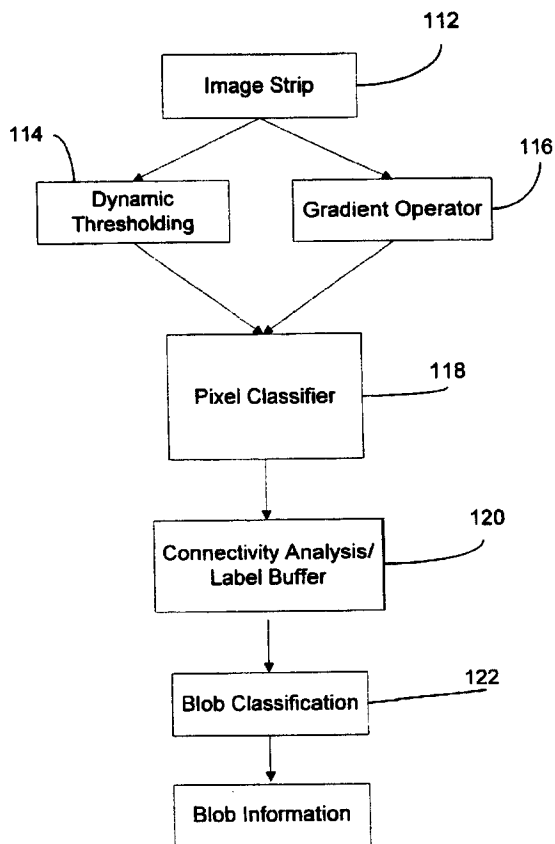 112
Image Strip
114
116
Dynamic
Thresholding
Gradient Operator
118
Pixel Classifier
120
Connectivity Analysis/
Label Buffer
122
Blob Classification
Blob Information